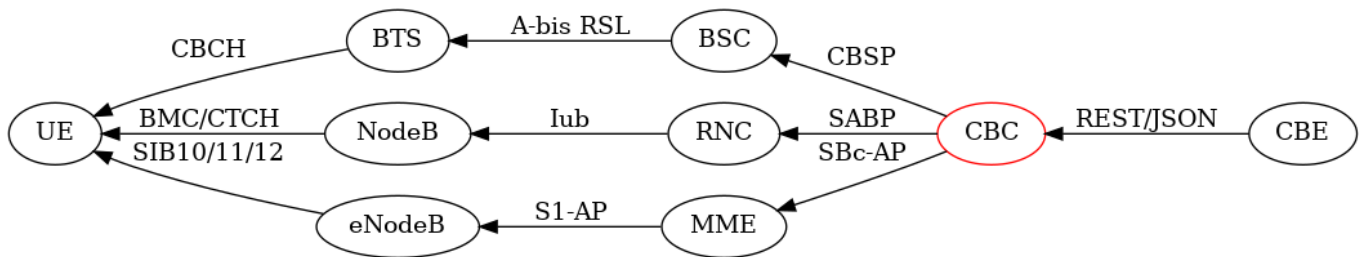 CBCH
BTS
A-bis RSL
BSC
CBSP
UE
BMC/CTCH
NodeB
Iub
RNC
SABP
CBC
REST/JSON
CBE
SIB10/11/12
SBc-AP
eNodeB
S1-AP
MME